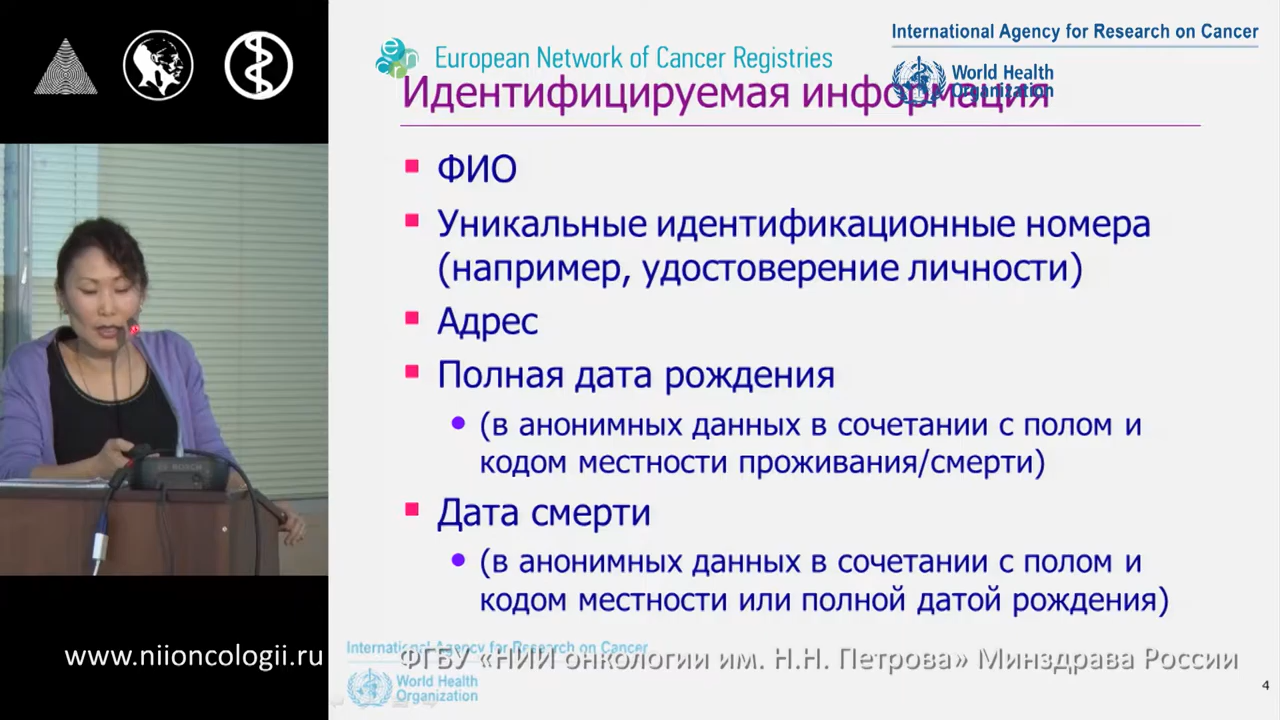 European Network of Cancer Registries
International Agency for Research on Cancer
World Health
Organization
Идентифицируемая информация
ФИО
Уникальные идентификационные номера
(например, удостоверение личности)
Адрес
Полная дата рождения
(в анонимных данных в сочетании с полом и
кодом местности проживания/смерти)
Дата смерти
(в анонимных данных в сочетании с полом и
кодом местности или полной датой рождения)
BOSCH
www.niioncologii.ru
International Agency for Research on Cancer
ФГБУ «НИИ онкологии им. Н.Н. Петрова» Минздрава России
World Health
Organization
4